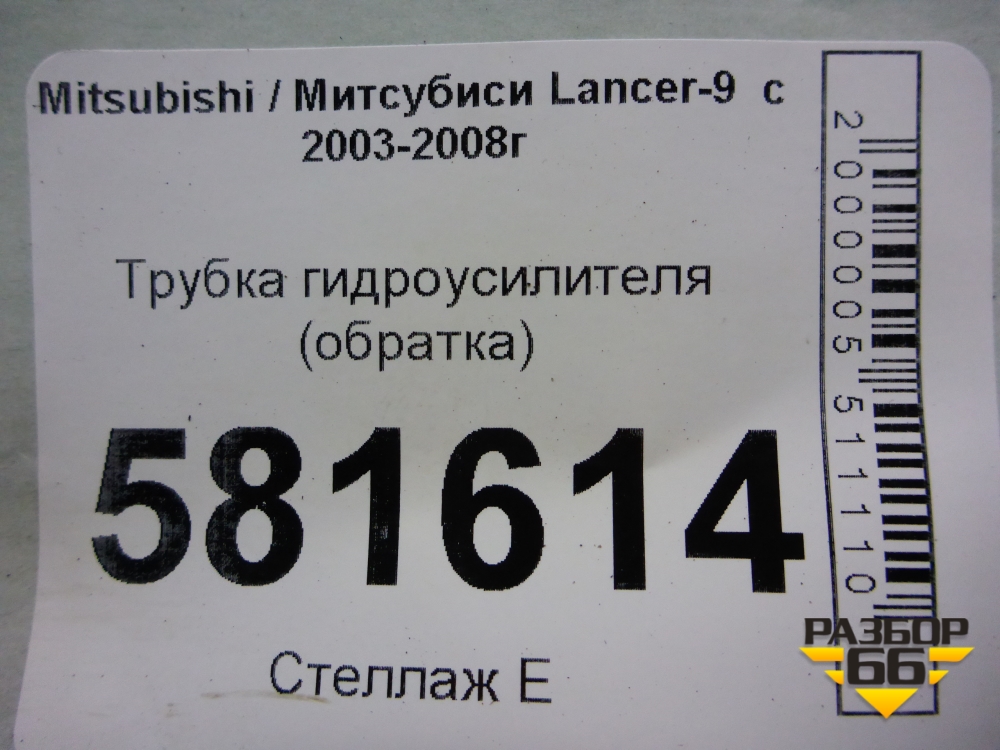 Mitsubishi / Митсубиси Lancer-9 с
2003-2008г
Трубка гидроусилителя
(обратка)
581614
Стеллаж Е
2000005511110
РАЗБОР
66